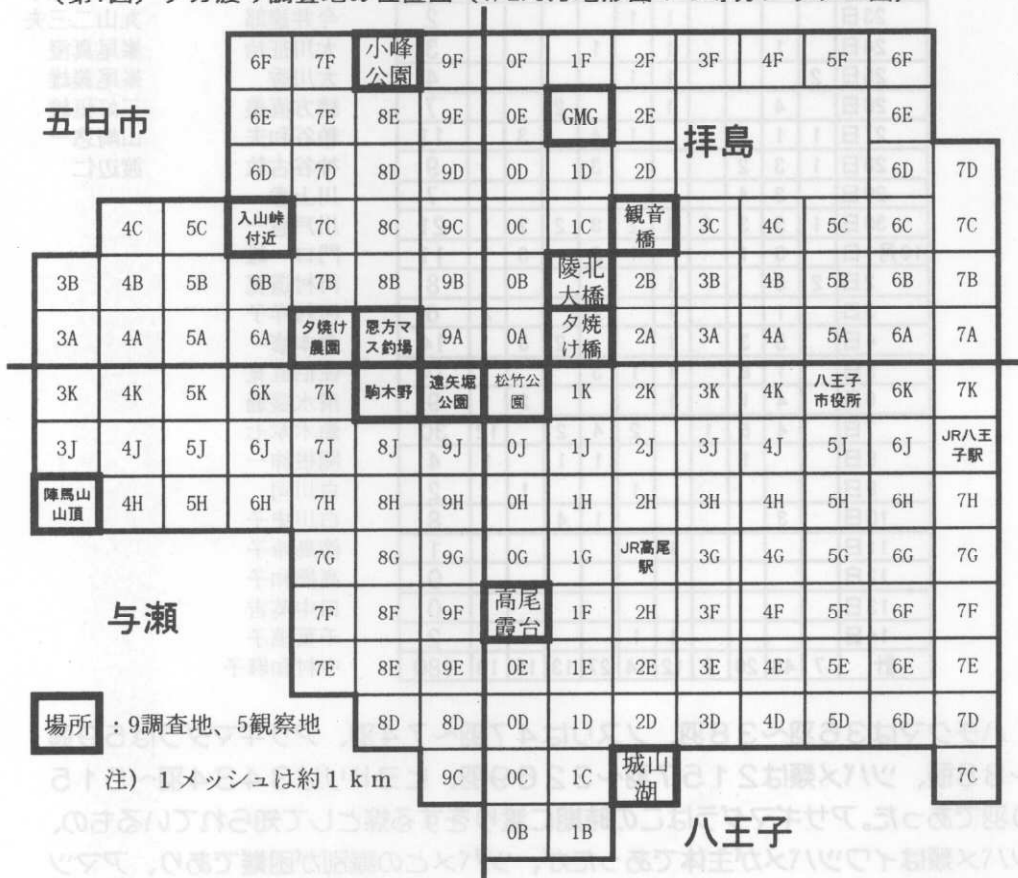 6F 7F 小峰公園 9F 0F 1F 2F 3F 4F 5F 6F
五日市 6E 7E 8E 9E 0E GMG 2E 拝島 6E
6D 7D 8D 9D 0D 1D 2D 6D 7D
4C 5C 入山峠付近 7C 8C 9C 0C 1C 観音橋 3C 4C 5C 6C 7C
3B 4B 5B 6B 7B 8B 9B 0B 陵北大橋 2B 3B 4B 5B 6B 7B
3A 4A 5A 6A 夕焼け農園 恩方マス釣場 9A 0A 夕焼け橋 2A 3A 4A 5A 6A 7A
3K 4K 5K 6K 7K 駒木野 遠矢堀公園 松竹公園 1K 2K 3K 4K 八王子市役所 6K 7K
3J 4J 5J 6J 7J 8J 9J 0J 1J 2J 3J 4J 5J 6J JR八王子駅
陣馬山山頂 4H 5H 6H 7H 8H 9H 0H 1H 2H 3H 4H 5H 6H 7H
7G 8G 9G 0G 1G JR高尾駅 3G 4G 5G 6G 7G
与瀬 7F 8F 9F 高尾霞台 1F 2H 3F 4F 5F 6F 7F
7E 8E 9E 0E 1E 2E 3E 4E 5E 6E 7E
場所 ：9調査地、5観察地 8D 8D 0D 1D 2D 3D 4D 5D 6D 7D
注） 1メッシュは約１ｋｍ 9C 0C 1C 城山湖 7C
0B 1B 八王子